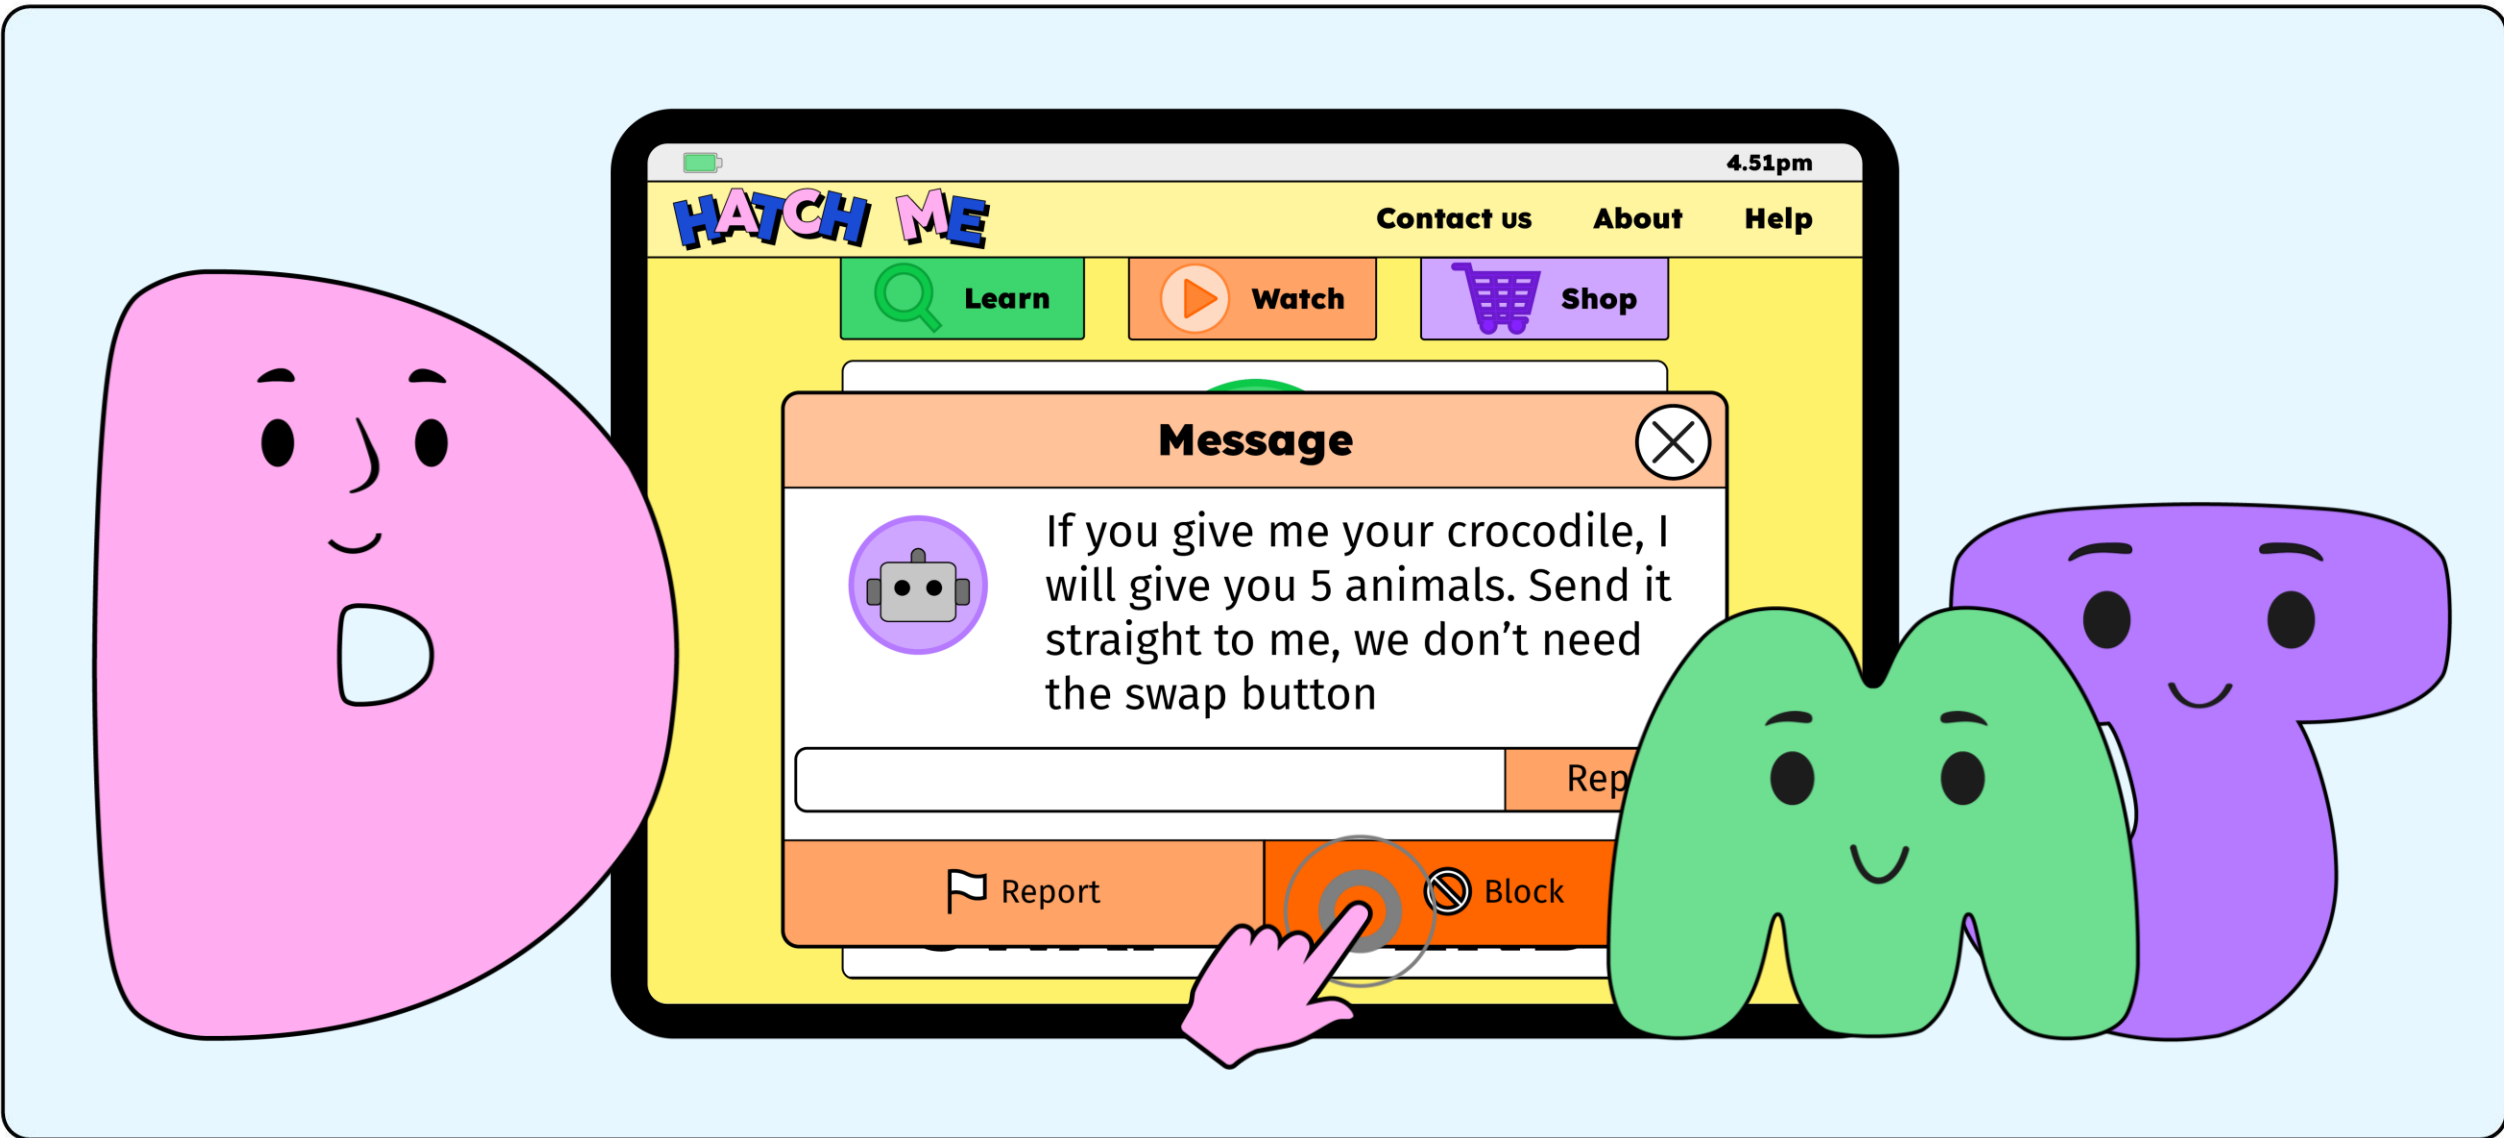 4.51pm
HATCH ME
Contact us About Help
Learn Watch Shop
Message
If you give me your crocodile, I
will give you 5 animals. Send it
straight to me, we don’t need
the swap button
Rep
Report Block